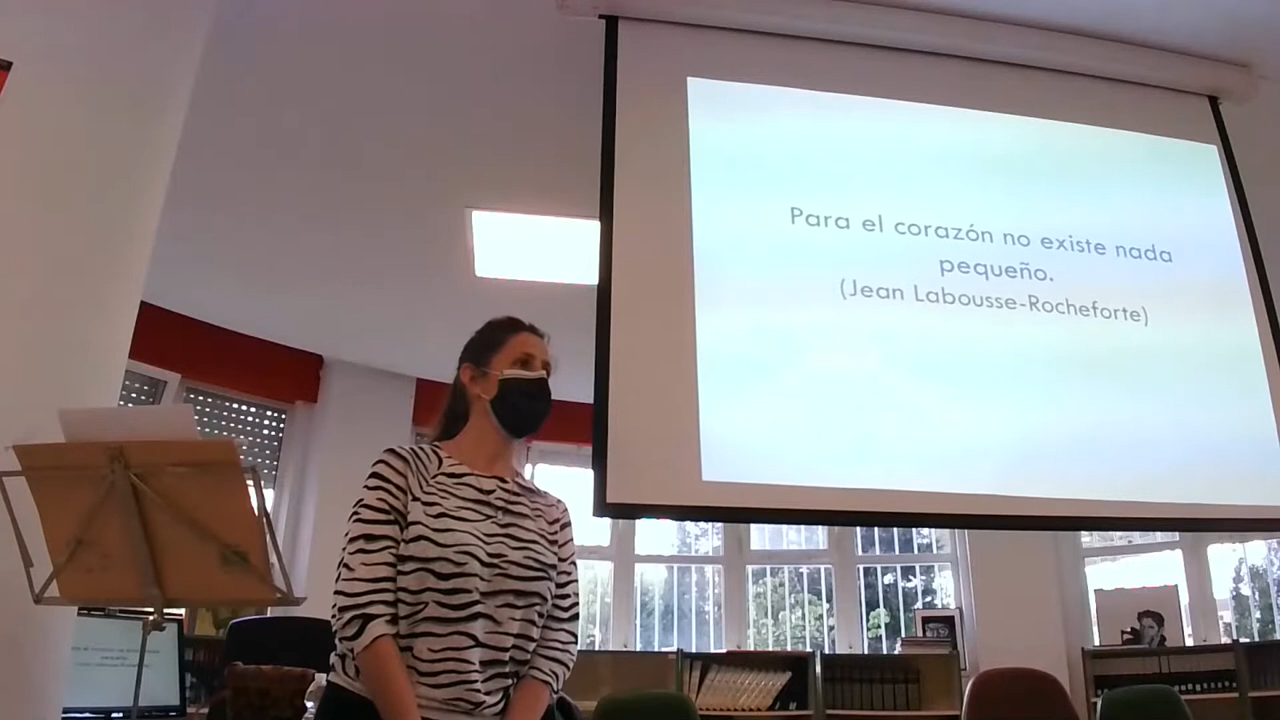 Para el corazón no existe nada
pequeño.
(Jean Labousse-Rocheforte)